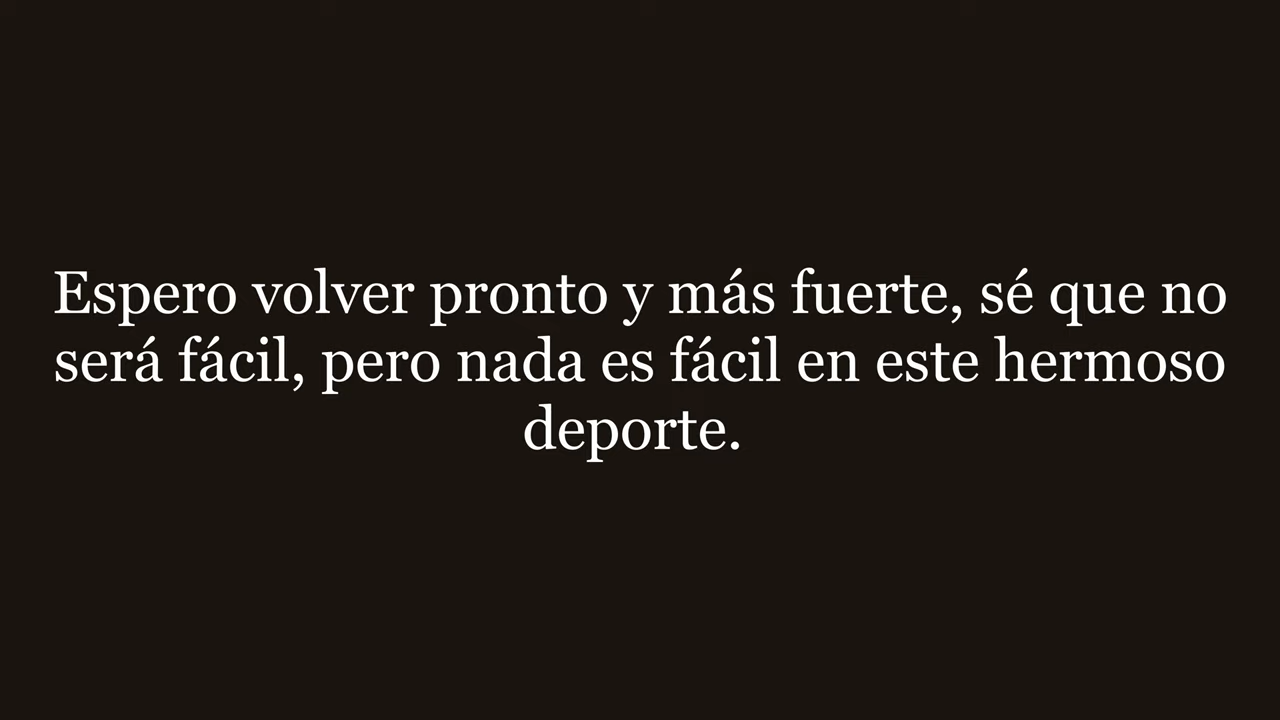 Espero volver pronto y más fuerte, sé que no
será fácil, pero nada es fácil en este hermoso
deporte.